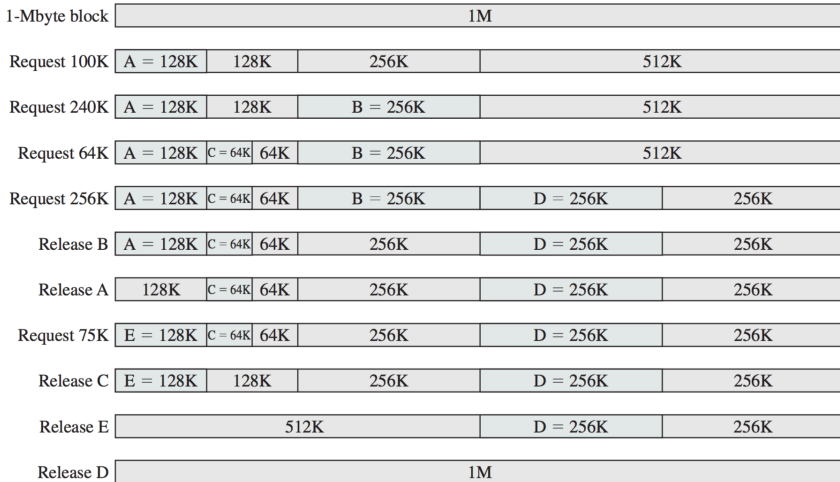 1-Mbyte block 1M
Request 100K A = 128K 128K 256K 512K
Request 240K A = 128K 128K B = 256K 512K
Request 64K A = 128K C = 64K 64K B = 256K 512K
Request 256K A = 128K C = 64K 64K B = 256K D = 256K 256K
Release B A = 128K C = 64K 64K 256K D = 256K 256K
Release A 128K C = 64K 64K 256K D = 256K 256K
Request 75K E = 128K C = 64K 64K 256K D = 256K 256K
Release C E = 128K 128K 256K D = 256K 256K
Release E 512K D = 256K 256K
Release D 1M